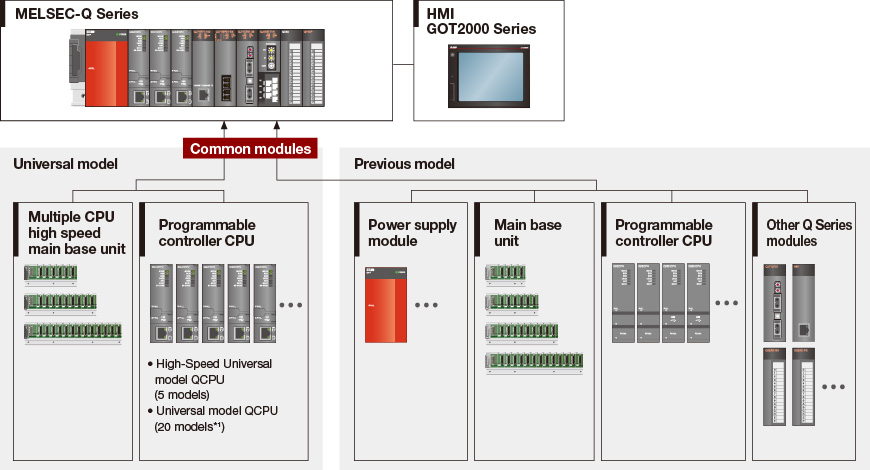 MELSEC-Q Series
HMI
GOT2000 Series
Common modules
Universal model
Previous model
Multiple CPU
high speed
main base unit
Programmable
controller CPU
• High-Speed Universal
model QCPU
(5 models)
• Universal model QCPU
(20 models*1)
Power supply
module
Main base
unit
Programmable
controller CPU
Other Q Series
modules